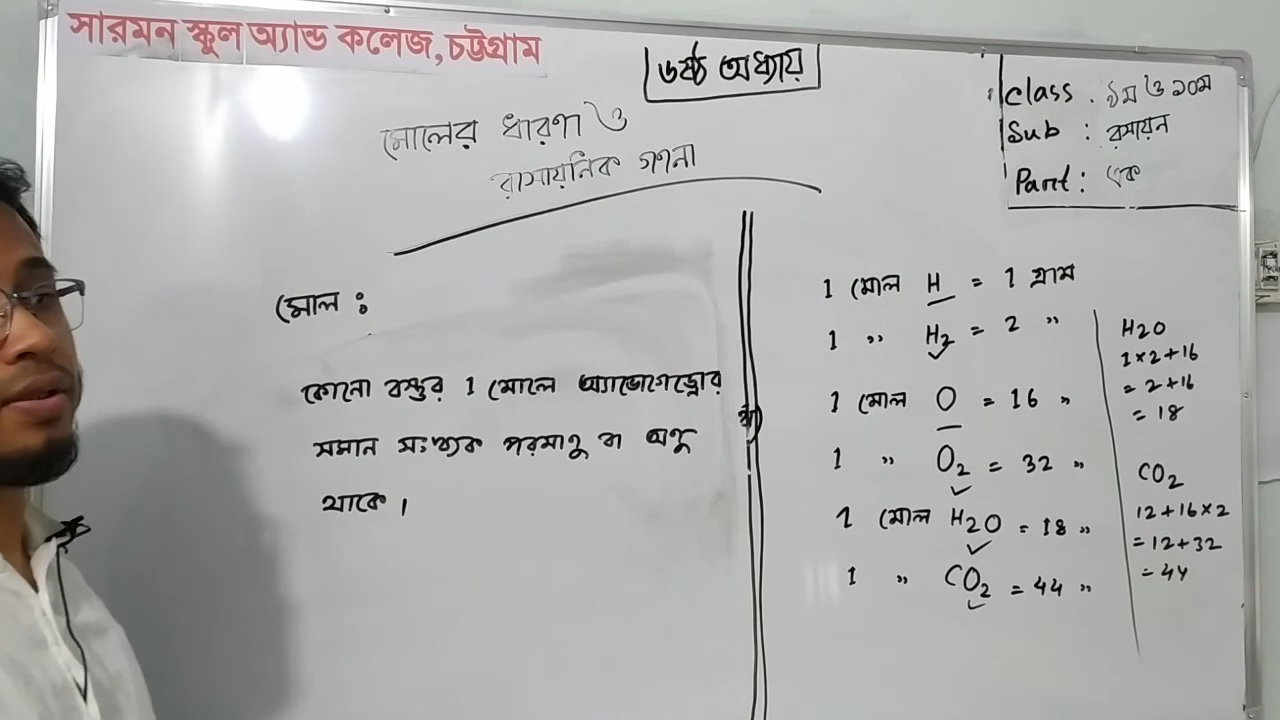 সারমন স্কুল অ্যান্ড কলেজ, চট্টগ্রাম
৬ষ্ঠ অধ্যায়
Class : ৯ম ও ১০ম
Sub : রসায়ন
Part : এক
মোলের ধারণা ও
রাসায়নিক গণনা
মোল :
কোনো বস্তুর 1 মোলে অ্যাভোগেড্রোর
সমান সংখ্যক পরমাণু বা অণু
থাকে।
1 মোল H = 1 গ্রাম
1 " H2 = 2 "
1 মোল O = 16 "
1 " O2 = 32 "
1 মোল H2O = 18 "
1 " CO2 = 44 "
H2O
1×2+16
= 2+16
= 18
CO2
12+16×2
= 12+32
= 44